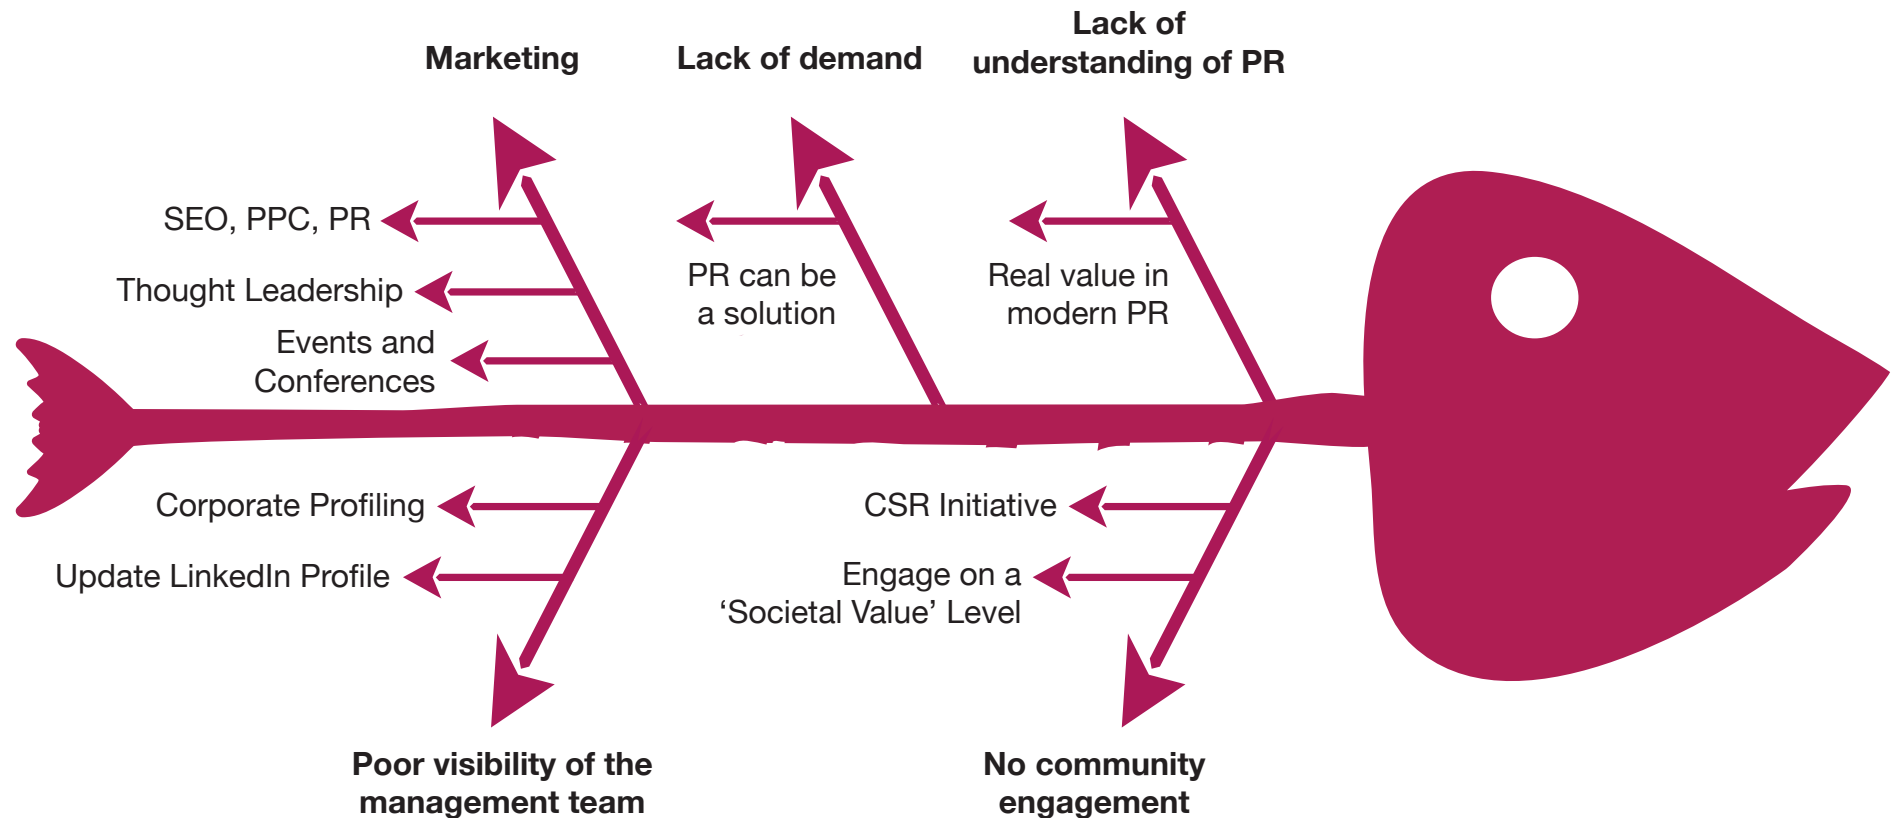 Marketing
Lack of demand
Lack of
understanding of PR
SEO, PPC, PR
Thought Leadership
Events and
Conferences
PR can be
a solution
Real value in
modern PR
Corporate Profiling
Update LinkedIn Profile
CSR Initiative
Engage on a
‘Societal Value’ Level
Poor visibility of the
management team
No community
engagement